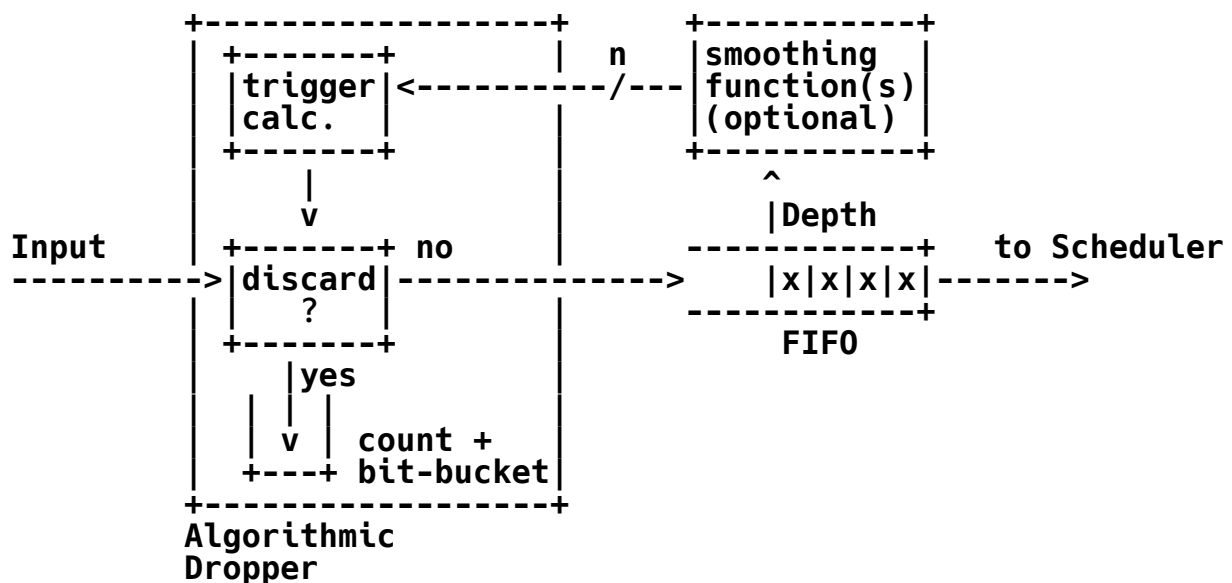 n smoothing
trigger function(s)
calc. (optional)
Depth
Input no to Scheduler
discard |x|x|x|x|
?
FIFO
yes
v count +
bit-bucket
Algorithmic
Dropper